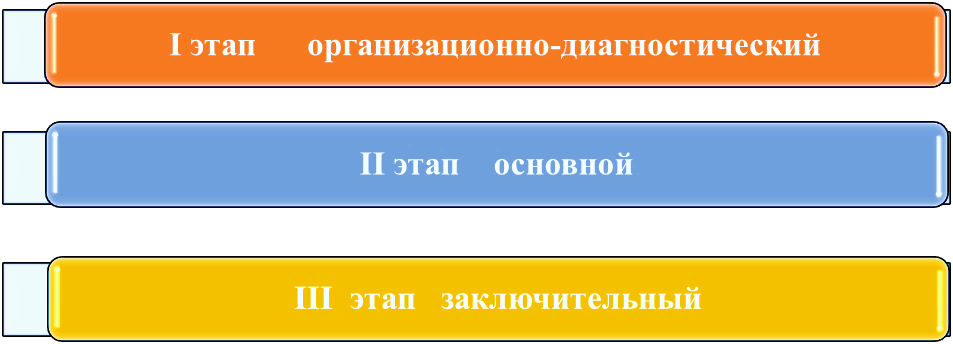 I этап организационно-диагностический
II этап основной
III этап заключительный